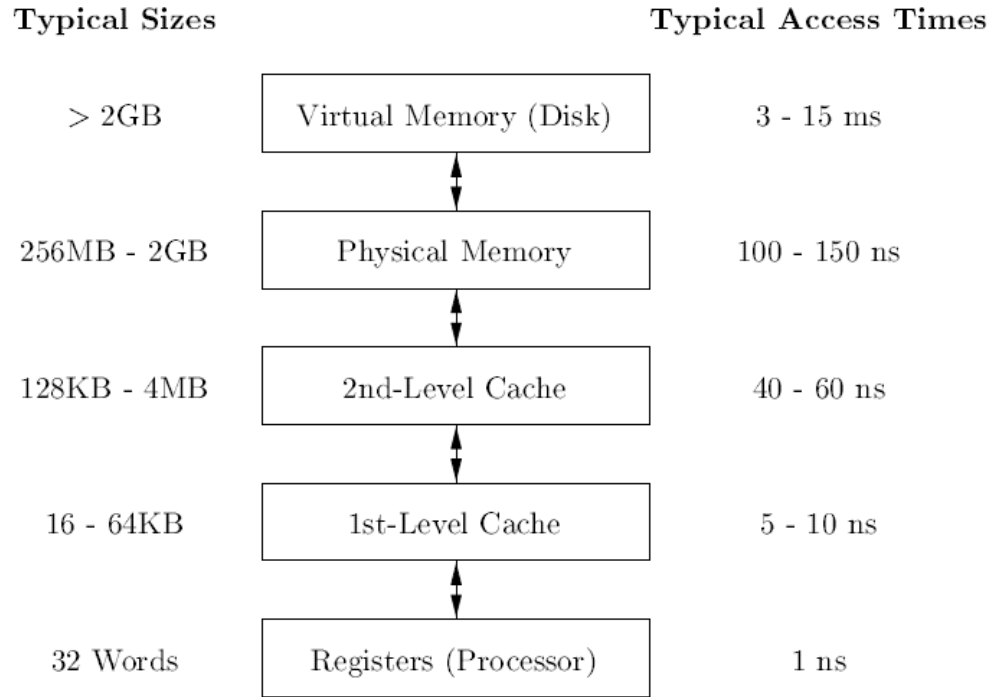 Typical Sizes Typical Access Times
> 2GB Virtual Memory (Disk) 3 - 15 ms
256MB - 2GB Physical Memory 100 - 150 ns
128KB - 4MB 2nd-Level Cache 40 - 60 ns
16 - 64KB 1st-Level Cache 5 - 10 ns
32 Words Registers (Processor) 1 ns